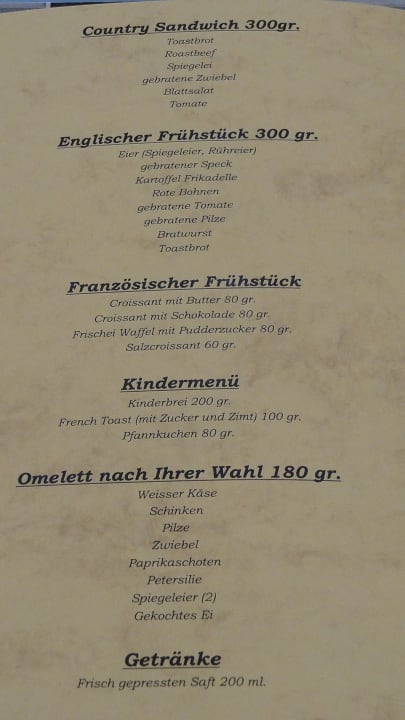 Country Sandwich 300gr.
Toastbrot
Roastbeef
Spiegelei
gebratene Zwiebel
Blattsalat
Tomate
Englischer Frühstück 300 gr.
Eier (Spiegeleier, Rühreier)
gebratener Speck
Kartoffel Frikadelle
Rote Bohnen
gebratene Tomate
gebratene Pilze
Bratwurst
Toastbrot
Französischer Frühstück
Croissant mit Butter 80 gr.
Croissant mit Schokolade 80 gr.
Frischei Waffel mit Pudderzucker 80 gr.
Salzcroissant 60 gr.
Kindermenü
Kinderbrei 200 gr.
French Toast (mit Zucker und Zimt) 100 gr.
Pfannkuchen 80 gr.
Omelett nach Ihrer Wahl 180 gr.
Weisser Käse
Schinken
Pilze
Zwiebel
Paprikaschoten
Petersilie
Spiegeleier (2)
Gekochtes Ei
Getränke
Frisch gepressten Saft 200 ml.